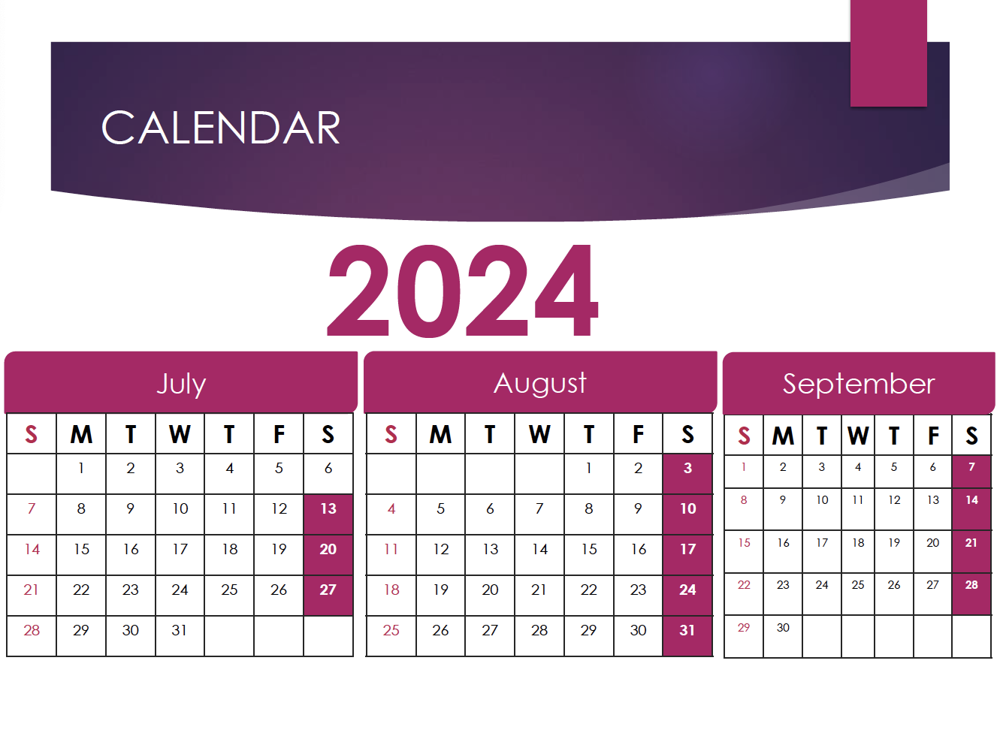 CALENDAR
2024
July
S M T W T F S
1 2 3 4 5 6
7 8 9 10 11 12 13
14 15 16 17 18 19 20
21 22 23 24 25 26 27
28 29 30 31
August
S M T W T F S
1 2 3
4 5 6 7 8 9 10
11 12 13 14 15 16 17
18 19 20 21 22 23 24
25 26 27 28 29 30 31
September
S M T W T F S
1 2 3 4 5 6 7
8 9 10 11 12 13 14
15 16 17 18 19 20 21
22 23 24 25 26 27 28
29 30